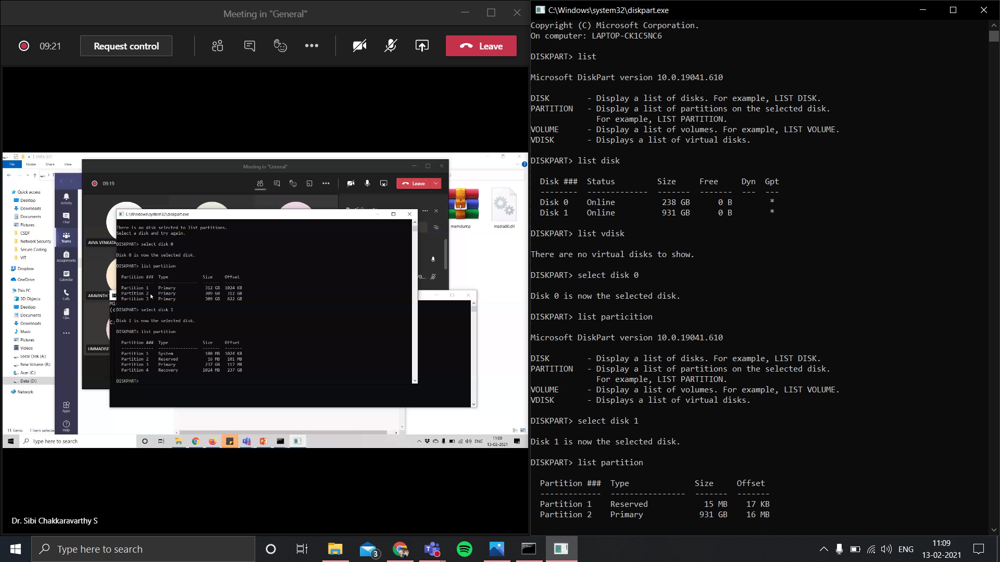 Meeting in "General"
09:21
Request control
Leave
Data (D:)
File Home Share View
Quick access
Desktop
Downloads
Documents
Pictures
CSDF
Network Security
Secure Coding
VIT
Dropbox
OneDrive
This PC
3D Objects
Desktop
Documents
Downloads
Music
Pictures
Videos
Local Disk (A:)
New Volume (B:)
Acer (C:)
Data (D:)
Network
11 items 1 item selecte
Activity
Chat
Teams
Assignments
Calendar
Calls
Files
Apps
Help
Meeting in "General"
09:19
Leave
AVVA VENKATA
ARAVINTH T
UMMADISE
memdump
msdia80.dll
C:\Windows\system32\diskpart.exe
There is no disk selected to list partitions.
Select a disk and try again.
DISKPART> select disk 0
Disk 0 is now the selected disk.
DISKPART> list partition
Partition ### Type Size Offset
------------- ---------------- ------- -------
Partition 1 Primary 312 GB 1024 KB
Partition 2 Primary 309 GB 312 GB
Partition 3 Primary 309 GB 622 GB
DISKPART> select disk 1
Disk 1 is now the selected disk.
DISKPART> list partition
Partition ### Type Size Offset
------------- ---------------- ------- -------
Partition 1 System 100 MB 1024 KB
Partition 2 Reserved 16 MB 101 MB
Partition 3 Primary 237 GB 117 MB
Partition 4 Recovery 1024 MB 237 GB
DISKPART>
Type here to search
ENG
11:09
13-02-2021
Dr. Sibi Chakkaravarthy S
C:\Windows\system32\diskpart.exe
Copyright (C) Microsoft Corporation.
On computer: LAPTOP-CK1C5NC6
DISKPART> list
Microsoft DiskPart version 10.0.19041.610
DISK - Display a list of disks. For example, LIST DISK.
PARTITION - Display a list of partitions on the selected disk.
For example, LIST PARTITION.
VOLUME - Display a list of volumes. For example, LIST VOLUME.
VDISK - Displays a list of virtual disks.
DISKPART> list disk
Disk ### Status Size Free Dyn Gpt
-------- ------------- ------- ------- --- ---
Disk 0 Online 238 GB 0 B *
Disk 1 Online 931 GB 0 B *
DISKPART> list vdisk
There are no virtual disks to show.
DISKPART> select disk 0
Disk 0 is now the selected disk.
DISKPART> list particition
Microsoft DiskPart version 10.0.19041.610
DISK - Display a list of disks. For example, LIST DISK.
PARTITION - Display a list of partitions on the selected disk.
For example, LIST PARTITION.
VOLUME - Display a list of volumes. For example, LIST VOLUME.
VDISK - Displays a list of virtual disks.
DISKPART> select disk 1
Disk 1 is now the selected disk.
DISKPART> list partition
Partition ### Type Size Offset
------------- ---------------- ------- -------
Partition 1 Reserved 15 MB 17 KB
Partition 2 Primary 931 GB 16 MB
Type here to search
3
ENG
11:09
13-02-2021